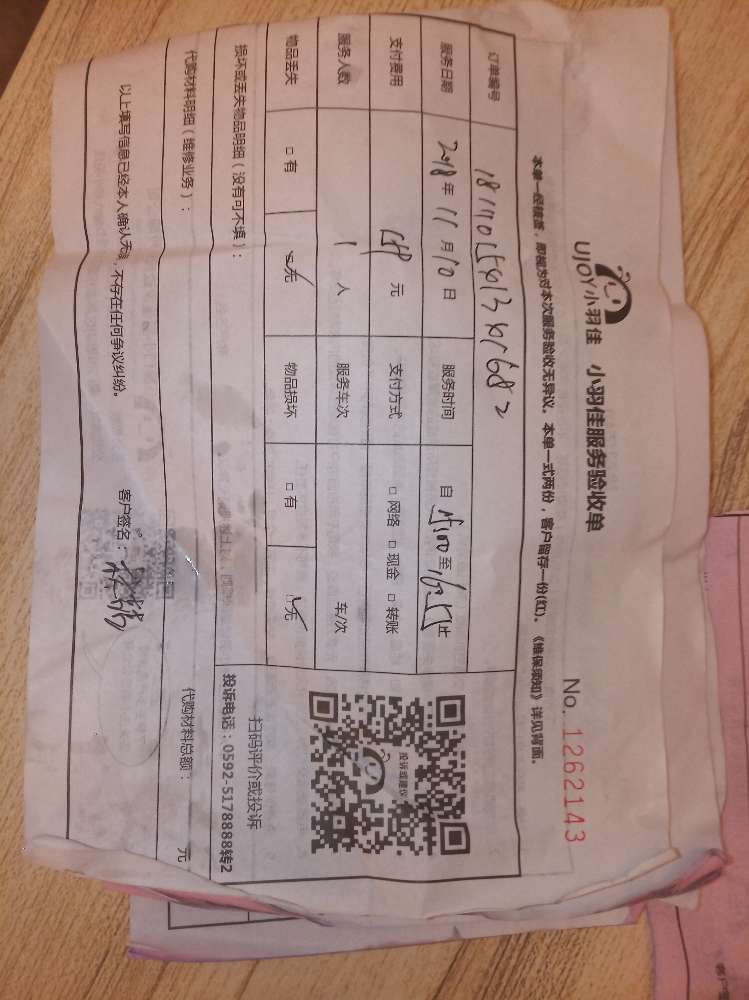 UJOY小羽佳 小羽佳服务验收单
No. 1262143
本单一经核签，即视为对本次服务验收无异议。本单一式两份，客户留存一份(红)。《维保须知》详见背面。
订单编号
服务日期 2018年 11月10日 服务时间 自 至 止
支付费用 元 支付方式 □ 网络 □ 现金 □ 转账
服务人数 1 人 服务车次 车/次
物品丢失 □ 有 ☑无 物品损坏 □ 有 ☑无
投诉或建议
扫码评价或投诉
投诉电话：0592-5178888转2
损坏或丢失物品明细（没有可不填）：
代购材料明细（维修业务）： 代购材料总额： 元
以上填写信息已经本人确认无误，不存在任何争议纠纷。 客户签名：